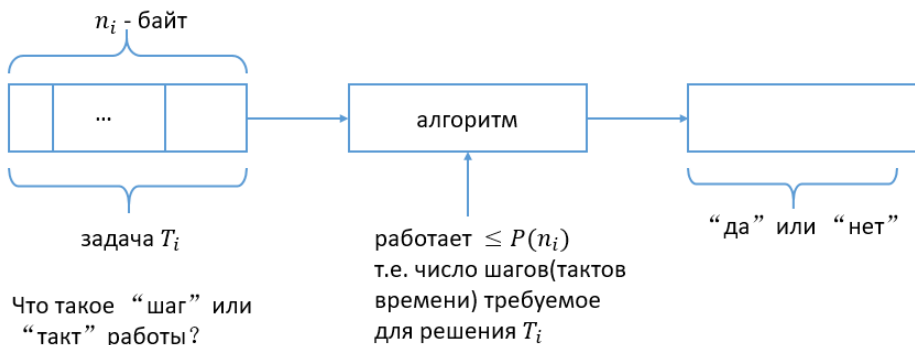 n_i - байт
...
алгоритм
задача T_i
работает ≤ P(n_i)
т.е. число шагов(тактов
времени) требуемое
для решения T_i
“да” или “нет”
Что такое “шаг” или
“такт” работы?